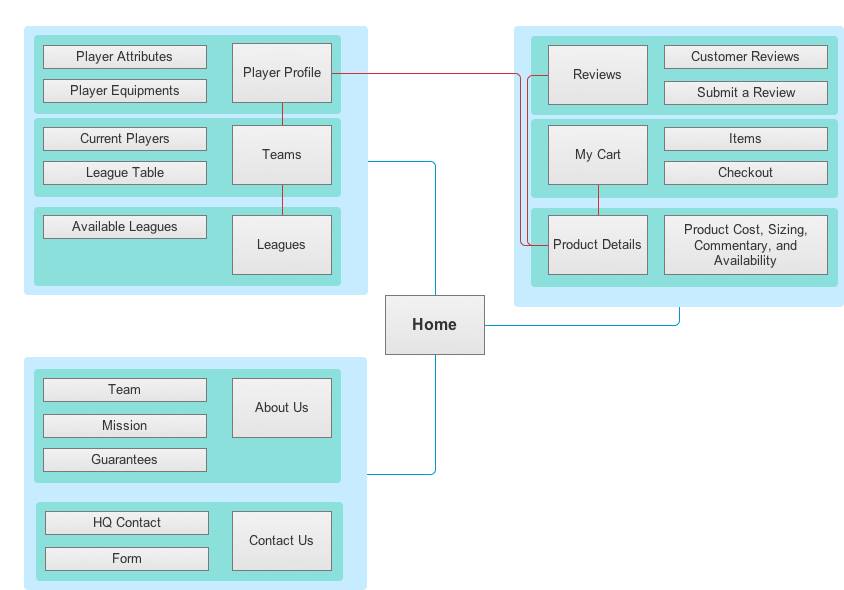 Player Attributes
Player Equipments
Player Profile
Current Players
League Table
Teams
Available Leagues
Leagues
Reviews
Customer Reviews
Submit a Review
My Cart
Items
Checkout
Product Details
Product Cost, Sizing,
Commentary, and
Availability
Home
Team
Mission
Guarantees
About Us
HQ Contact
Form
Contact Us